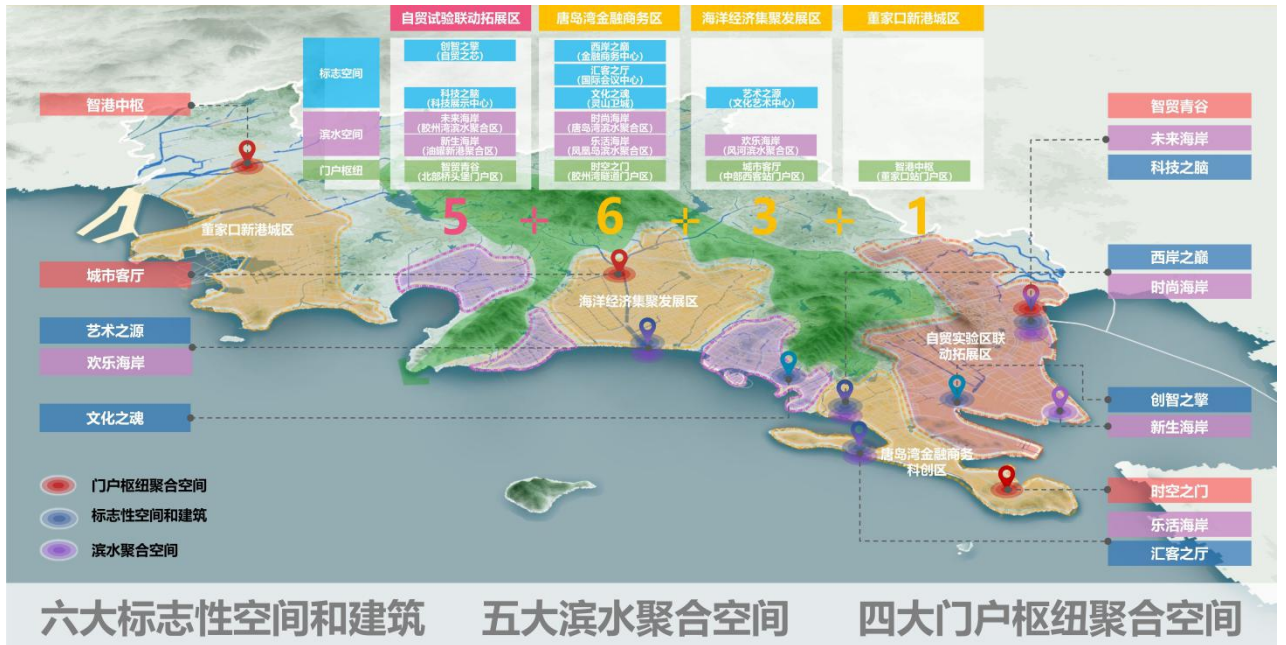 自贸试验联动拓展区
唐岛湾金融商务区
海洋经济集聚发展区
董家口新港城区
标志空间
创智之擎
(自贸之芯)
西岸之巅
(金融商务中心)
汇客之厅
(国际会议中心)
科技之脑
(科技展示中心)
文化之魂
(灵山卫城)
艺术之源
(文化艺术中心)
滨水空间
未来海岸
(胶州湾滨水聚合区)
时尚海岸
(唐岛湾滨水聚合区)
新生海岸
(油罐新港聚合区)
乐活海岸
(凤凰岛滨水聚合区)
欢乐海岸
(风河滨水聚合区)
门户枢纽
智贸青谷
(北部桥头堡门户区)
时空之门
(胶州湾隧道门户区)
城市客厅
(中部西客站门户区)
智港中枢
(董家口站门户区)
5 + 6 + 3 + 1
智港中枢
城市客厅
艺术之源
欢乐海岸
文化之魂
董家口新港城区
海洋经济集聚发展区
自贸实验区联
动拓展区
唐岛湾金融商务
科创区
智贸青谷
未来海岸
科技之脑
西岸之巅
时尚海岸
创智之擎
新生海岸
时空之门
乐活海岸
汇客之厅
门户枢纽聚合空间
标志性空间和建筑
滨水聚合空间
六大标志性空间和建筑
五大滨水聚合空间
四大门户枢纽聚合空间